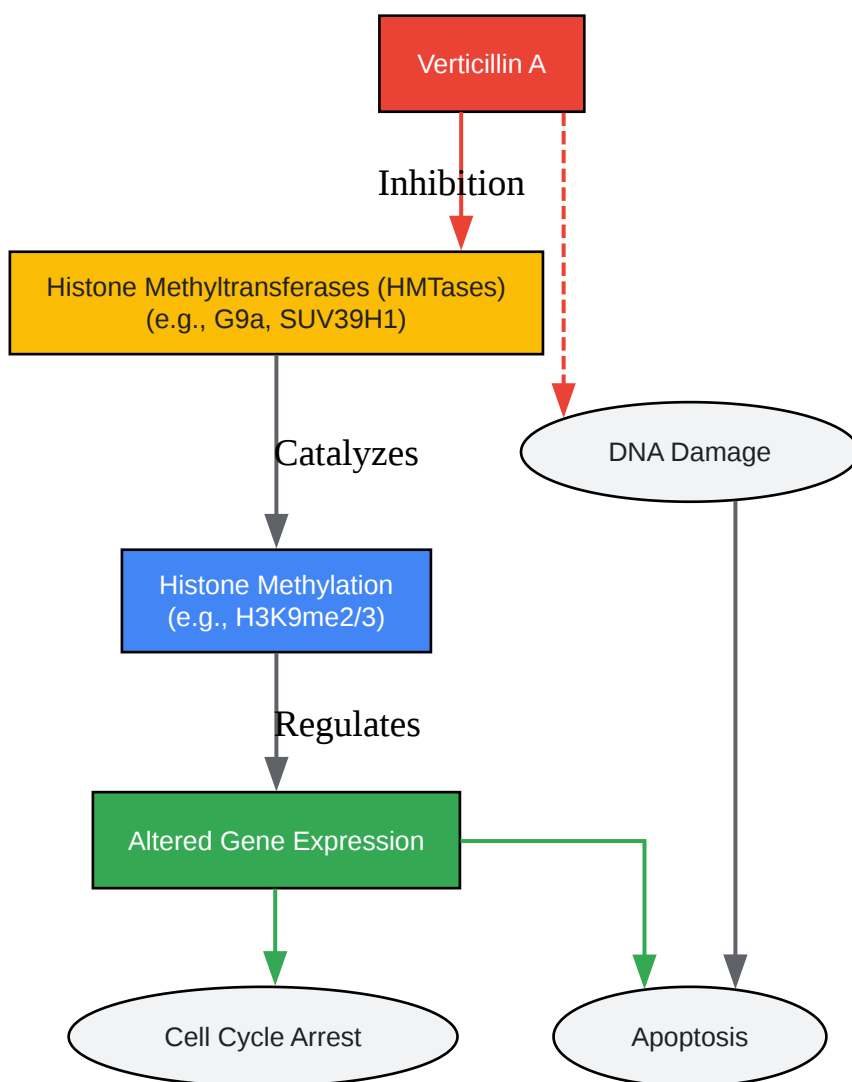 Verticillin A
Inhibition
Histone Methyltransferases (HMTases)
(e.g., G9a, SUV39H1)
Catalyzes
DNA Damage
Histone Methylation
(e.g., H3K9me2/3)
Regulates
Altered Gene Expression
Cell Cycle Arrest
Apoptosis